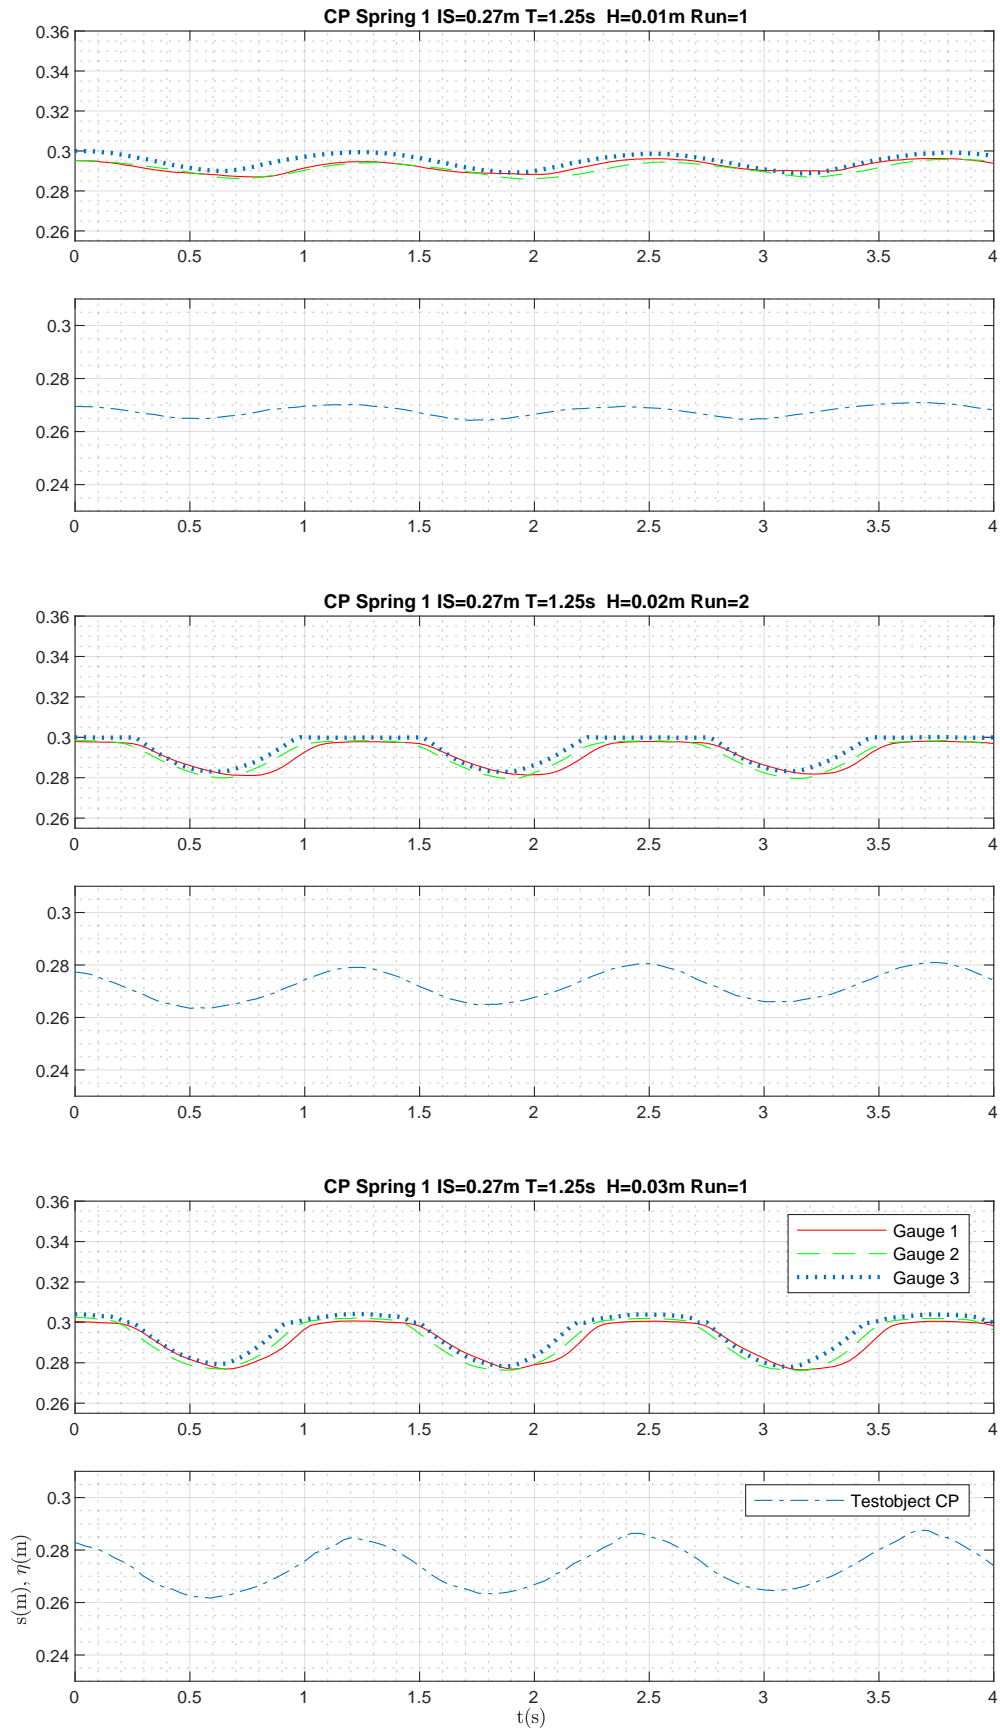 CP Spring 1 IS=0.27m T=1.25s  H=0.01m Run=1
0.36
0.34
0.32
0.3
0.28
0.26
0 0.5 1 1.5 2 2.5 3 3.5 4
0.3
0.28
0.26
0.24
0 0.5 1 1.5 2 2.5 3 3.5 4
CP Spring 1 IS=0.27m T=1.25s  H=0.02m Run=2
0.36
0.34
0.32
0.3
0.28
0.26
0 0.5 1 1.5 2 2.5 3 3.5 4
0.3
0.28
0.26
0.24
0 0.5 1 1.5 2 2.5 3 3.5 4
CP Spring 1 IS=0.27m T=1.25s  H=0.03m Run=1
0.36
0.34
0.32
0.3
0.28
0.26
Gauge 1
Gauge 2
Gauge 3
0 0.5 1 1.5 2 2.5 3 3.5 4
Testobject CP
0.3
0.28
0.26
0.24
s(m), η(m)
0 0.5 1 1.5 2 2.5 3 3.5 4
t(s)